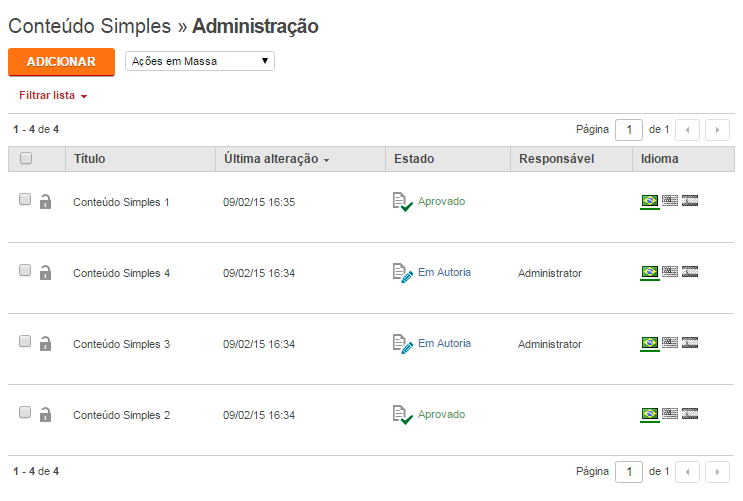 Conteúdo Simples » Administração
ADICIONAR Ações em Massa
Filtrar lista
1 - 4 de 4 Página 1 de 1
Título Última alteração Estado Responsável Idioma
Conteúdo Simples 1 09/02/15 16:35 Aprovado
Conteúdo Simples 4 09/02/15 16:34 Em Autoria Administrator
Conteúdo Simples 3 09/02/15 16:34 Em Autoria Administrator
Conteúdo Simples 2 09/02/15 16:34 Aprovado
1 - 4 de 4 Página 1 de 1